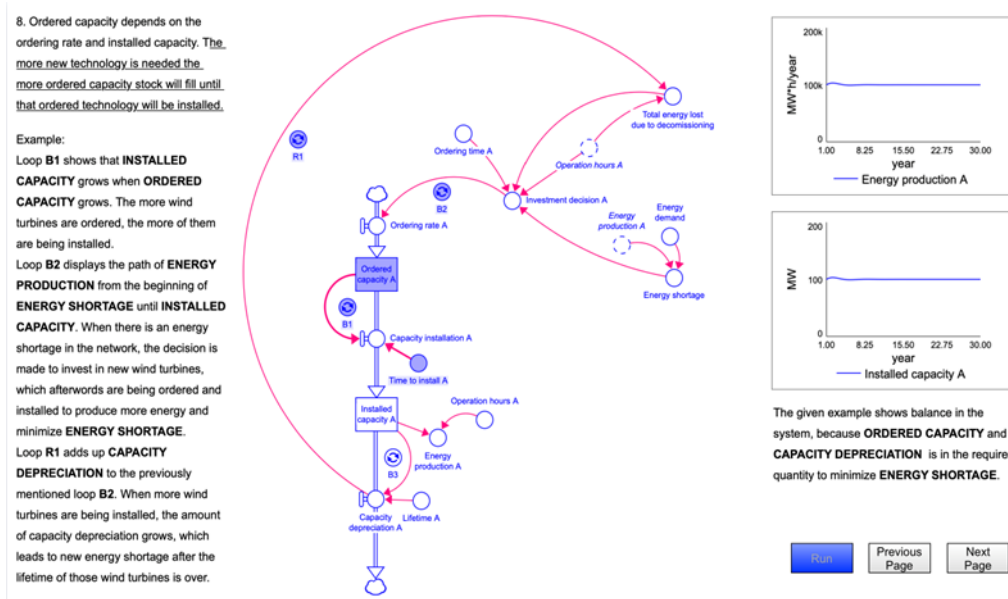 8. Ordered capacity depends on the
ordering rate and installed capacity. The
more new technology is needed the
more ordered capacity stock will fill until
that ordered technology will be installed.
Example:
Loop B1 shows that INSTALLED
CAPACITY grows when ORDERED
CAPACITY grows. The more wind
turbines are ordered, the more of them
are being installed.
Loop B2 displays the path of ENERGY
PRODUCTION from the beginning of
ENERGY SHORTAGE until INSTALLED
CAPACITY. When there is an energy
shortage in the network, the decision is
made to invest in new wind turbines,
which afterwords are being ordered and
installed to produce more energy and
minimize ENERGY SHORTAGE.
Loop R1 adds up CAPACITY
DEPRECIATION to the previously
mentioned loop B2. When more wind
turbines are being installed, the amount
of capacity depreciation grows, which
leads to new energy shortage after the
lifetime of those wind turbines is over.
R1
Total energy lost
due to decomissioning
Ordering time A
Operation hours A
B2
Investment decision A
Energy
production A
Energy
demand
Ordering rate A
Ordered
capacity A
Energy shortage
B1
Capacity installation A
Time to install A
Installed
capacity A
Operation hours A
Energy
production A
B3
Capacity
depreciation A
Lifetime A
200k
100k
0
MW*h/year
1.00 8.25 15.50 22.75 30.00
year
Energy production A
200
100
0
MW
1.00 8.25 15.50 22.75 30.00
year
Installed capacity A
The given example shows balance in the
system, because ORDERED CAPACITY and
CAPACITY DEPRECIATION is in the require
quantity to minimize ENERGY SHORTAGE.
Run
Previous
Page
Next
Page